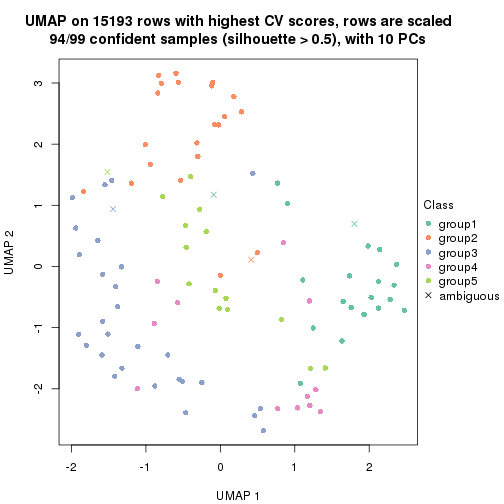 UMAP on 15193 rows with highest CV scores, rows are scaled
94/99 confident samples (silhouette > 0.5), with 10 PCs
3
2
1
0
-1
-2
UMAP 2
-2
-1
0
1
2
UMAP 1
Class
group1
group2
group3
group4
group5
ambiguous